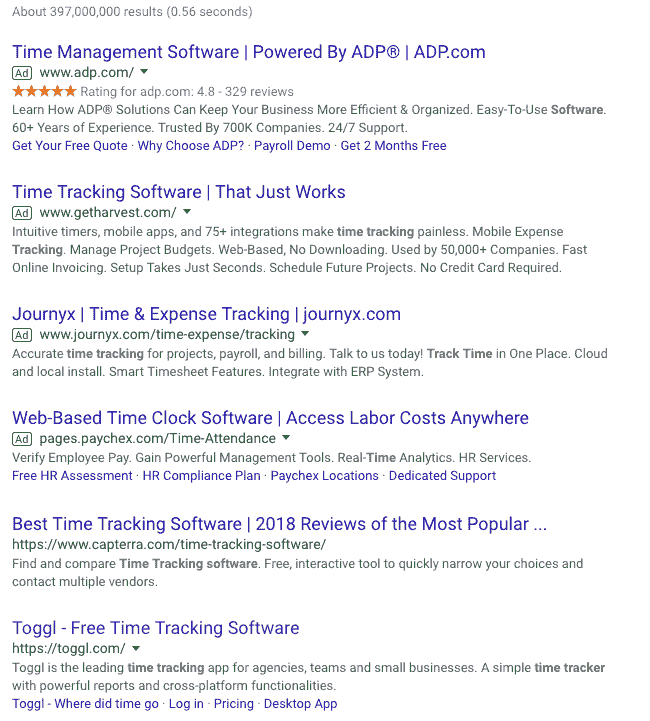 About 397,000,000 results (0.56 seconds)
Time Management Software | Powered By ADP® | ADP.com
Ad www.adp.com/
Rating for adp.com: 4.8 - 329 reviews
Learn How ADP® Solutions Can Keep Your Business More Efficient & Organized. Easy-To-Use Software.
60+ Years of Experience. Trusted By 700K Companies. 24/7 Support.
Get Your Free Quote · Why Choose ADP? · Payroll Demo · Get 2 Months Free
Time Tracking Software | That Just Works
Ad www.getharvest.com/
Intuitive timers, mobile apps, and 75+ integrations make time tracking painless. Mobile Expense
Tracking. Manage Project Budgets. Web-Based, No Downloading. Used by 50,000+ Companies. Fast
Online Invoicing. Setup Takes Just Seconds. Schedule Future Projects. No Credit Card Required.
Journyx | Time & Expense Tracking | journyx.com
Ad www.journyx.com/time-expense/tracking
Accurate time tracking for projects, payroll, and billing. Talk to us today! Track Time in One Place. Cloud
and local install. Smart Timesheet Features. Integrate with ERP System.
Web-Based Time Clock Software | Access Labor Costs Anywhere
Ad pages.paychex.com/Time-Attendance
Verify Employee Pay. Gain Powerful Management Tools. Real-Time Analytics. HR Services.
Free HR Assessment · HR Compliance Plan · Paychex Locations · Dedicated Support
Best Time Tracking Software | 2018 Reviews of the Most Popular ...
https://www.capterra.com/time-tracking-software/
Find and compare Time Tracking software. Free, interactive tool to quickly narrow your choices and
contact multiple vendors.
Toggl - Free Time Tracking Software
https://toggl.com/
Toggl is the leading time tracking app for agencies, teams and small businesses. A simple time tracker
with powerful reports and cross-platform functionalities.
Toggl - Where did time go · Log in · Pricing · Desktop App